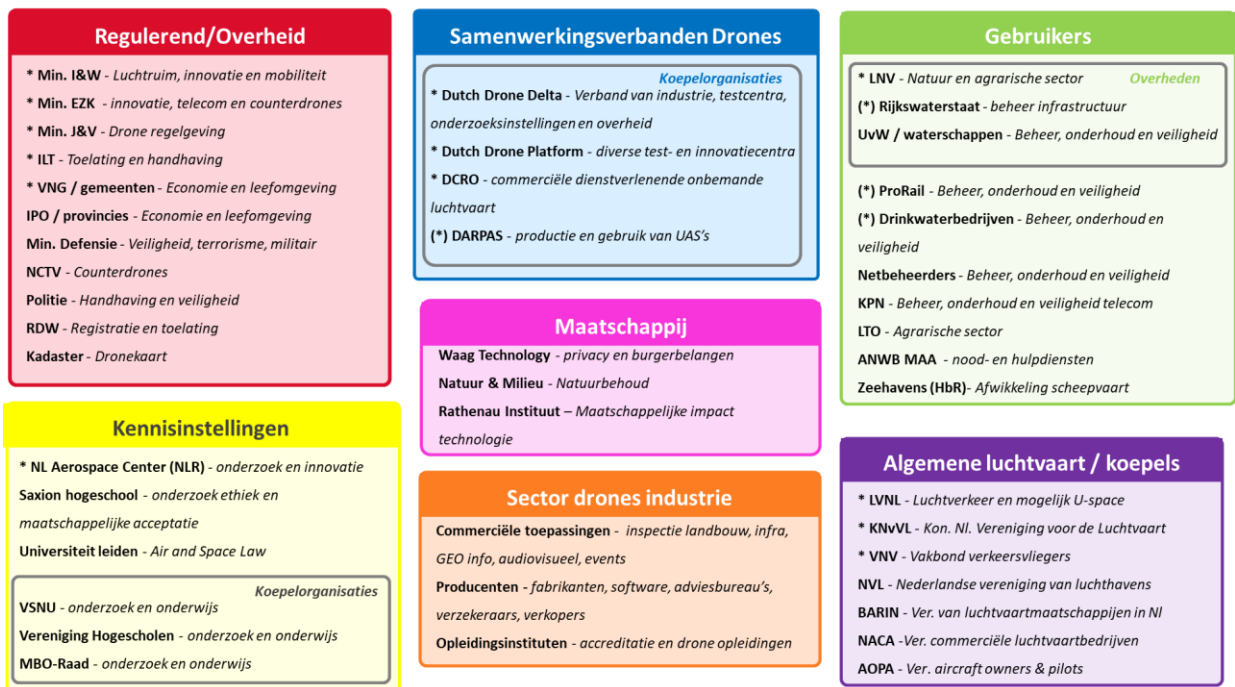 Regulerend/Overheid
* Min. I&W - Luchtruim, innovatie en mobiliteit
* Min. EZK - innovatie, telecom en counterdrones
* Min. J&V - Drone regelgeving
* ILT - Toelating en handhaving
* VNG / gemeenten - Economie en leefomgeving
IPO / provincies - Economie en leefomgeving
Min. Defensie - Veiligheid, terrorisme, militair
NCTV - Counterdrones
Politie - Handhaving en veiligheid
RDW - Registratie en toelating
Kadaster - Dronekaart
Kennisinstellingen
* NL Aerospace Center (NLR) - onderzoek en innovatie
Saxion hogeschool - onderzoek ethiek en
maatschappelijke acceptatie
Universiteit leiden - Air and Space Law
Koepelorganisaties
VSNU - onderzoek en onderwijs
Vereniging Hogescholen - onderzoek en onderwijs
MBO-Raad - onderzoek en onderwijs
Samenwerkingsverbanden Drones
Koepelorganisaties
* Dutch Drone Delta - Verband van industrie, testcentra,
onderzoeksinstellingen en overheid
* Dutch Drone Platform - diverse test- en innovatiecentra
* DCRO - commerciële dienstverlenende onbemande
luchtvaart
(*) DARPAS - productie en gebruik van UAS's
Maatschappij
Waag Technology - privacy en burgerbelangen
Natuur & Milieu - Natuurbehoud
Rathenau Instituut – Maatschappelijke impact
technologie
Sector drones industrie
Commerciële toepassingen - inspectie landbouw, infra,
GEO info, audiovisueel, events
Producenten - fabrikanten, software, adviesbureau's,
verzekeraars, verkopers
Opleidingsinstituten - accreditatie en drone opleidingen
Gebruikers
* LNV - Natuur en agrarische sector Overheden
(*) Rijkswaterstaat - beheer infrastructuur
UvW / waterschappen - Beheer, onderhoud en veiligheid
(*) ProRail - Beheer, onderhoud en veiligheid
(*) Drinkwaterbedrijven - Beheer, onderhoud en
veiligheid
Netbeheerders - Beheer, onderhoud en veiligheid
KPN - Beheer, onderhoud en veiligheid telecom
LTO - Agrarische sector
ANWB MAA - nood- en hulpdiensten
Zeehavens (HbR)- Afwikkeling scheepvaart
Algemene luchtvaart / koepels
* LVNL - Luchtverkeer en mogelijk U-space
* KNvVL - Kon. Nl. Vereniging voor de Luchtvaart
* VNV - Vakbond verkeersvliegers
NVL - Nederlandse vereniging van luchthavens
BARIN - Ver. van luchtvaartmaatschappijen in Nl
NACA -Ver. commerciële luchtvaartbedrijven
AOPA - Ver. aircraft owners & pilots